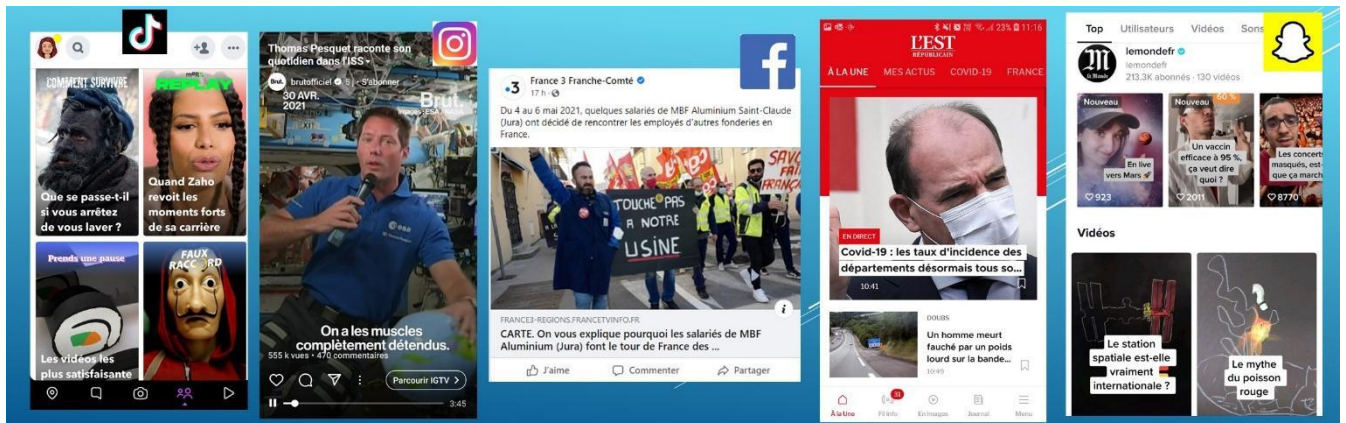 COMMENT SURVIVRE
Que se passe-t-il
si vous arrêtez
de vous laver ?
REPLAY
Quand Zaho
revoit les
moments forts
de sa carrière
Prends une pause
Les vidéos les
plus satisfaisante
FAUX
RACCORD
Thomas Pesquet raconte son
quotidien dans l'ISS
Brut.
brutofficiel • 5 j • S'abonner
30 AVR.
2021
Brut.
Images: ESA
On a les muscles
complètement détendus.
555 k vues • 470 commentaires
Parcourir IGTV >
3:45
•3
France 3 Franche-Comté
17 h •
Du 4 au 6 mai 2021, quelques salariés de MBF Aluminium Saint-Claude
(Jura) ont décidé de rencontrer les employés d'autres fonderies en
France.
TOUCHE PAS
A NOTRE
USINE
FRANCE3-REGIONS.FRANCETVINFO.FR
CARTE. On vous explique pourquoi les salariés de MBF
Aluminium (Jura) font le tour de France des ...
J'aime
Commenter
Partager
23% 11:16
L'EST
RÉPUBLICAIN
À LA UNE MES ACTUS COVID-19 FRANCE
EN DIRECT
Covid-19 : les taux d'incidence des
départements désormais tous so...
10:41
DOUBS
Un homme meurt
fauché par un poids
lourd sur la bande...
10:49
31
À la Une
Fil info
En images
Journal
Menu
Top Utilisateurs Vidéos Sons
M
Le Monde
lemondefr
lemondefr
213.3K abonnés · 130 vidéos
Nouveau
En live
vers Mars 🚀
923
Nouveau
60 %
Un vaccin
efficace à 95 %,
ça veut dire
quoi ?
2011
Les concerts
masqués, est-
que ça march
8770
Vidéos
Le station
spatiale est-elle
vraiment
internationale ?
Le mythe
du poisson
rouge